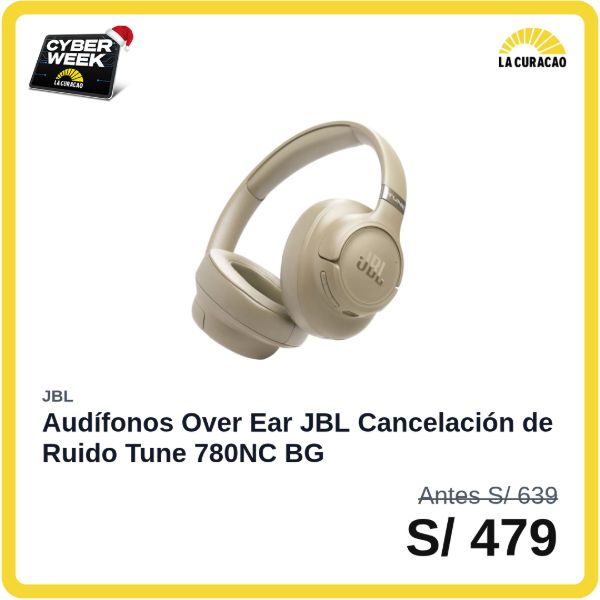 CYBER
WEEK
LA CURACAO
LA CURACAO
JBL
JBL
Audífonos Over Ear JBL Cancelación de
Ruido Tune 780NC BG
Antes S/ 639
S/ 479